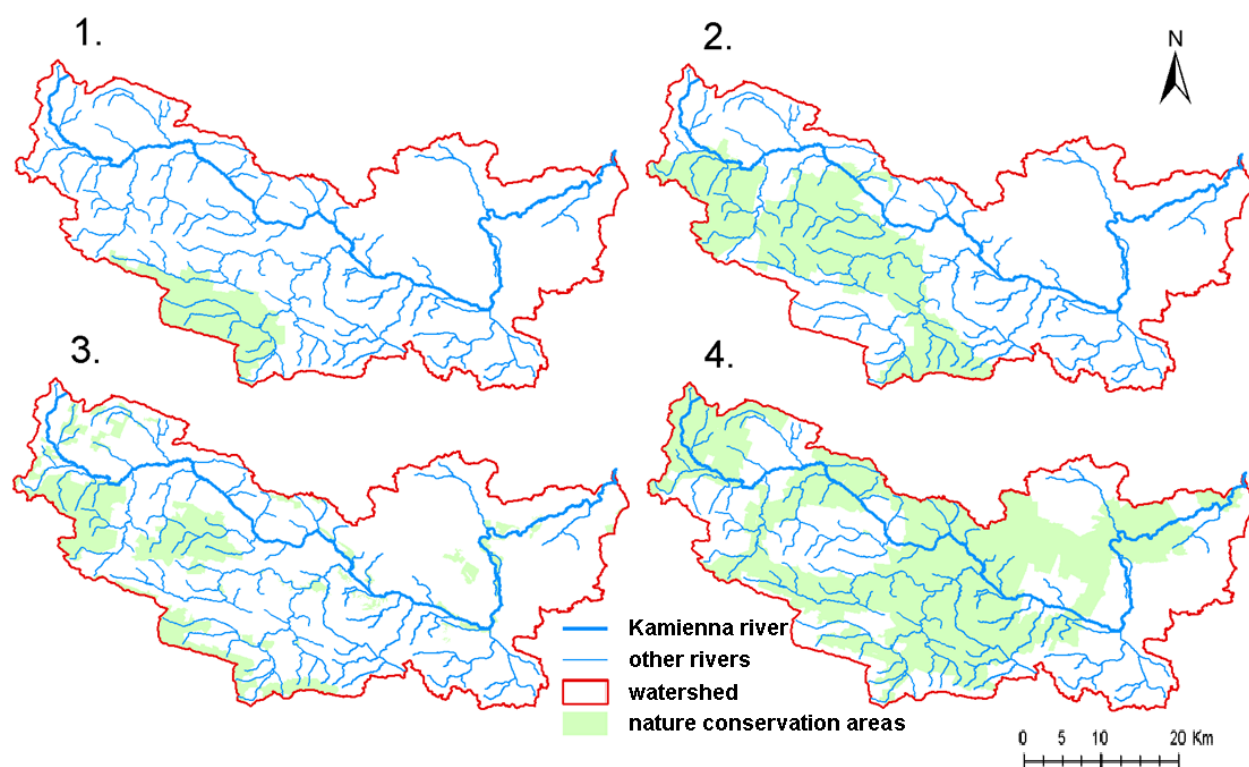 1.
2.
N
3.
4.
Kamienna river
other rivers
watershed
nature conservation areas
0 5 10 20 Km